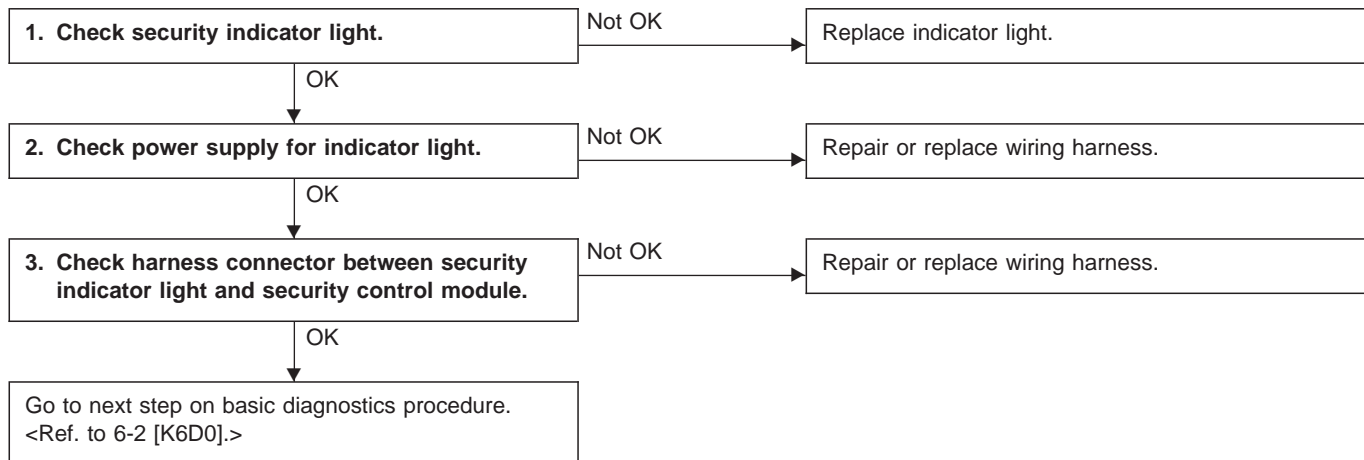 1. Check security indicator light.
Not OK
Replace indicator light.
OK
2. Check power supply for indicator light.
Not OK
Repair or replace wiring harness.
OK
3. Check harness connector between security
indicator light and security control module.
Not OK
Repair or replace wiring harness.
OK
Go to next step on basic diagnostics procedure.
<Ref. to 6-2 [K6D0].>